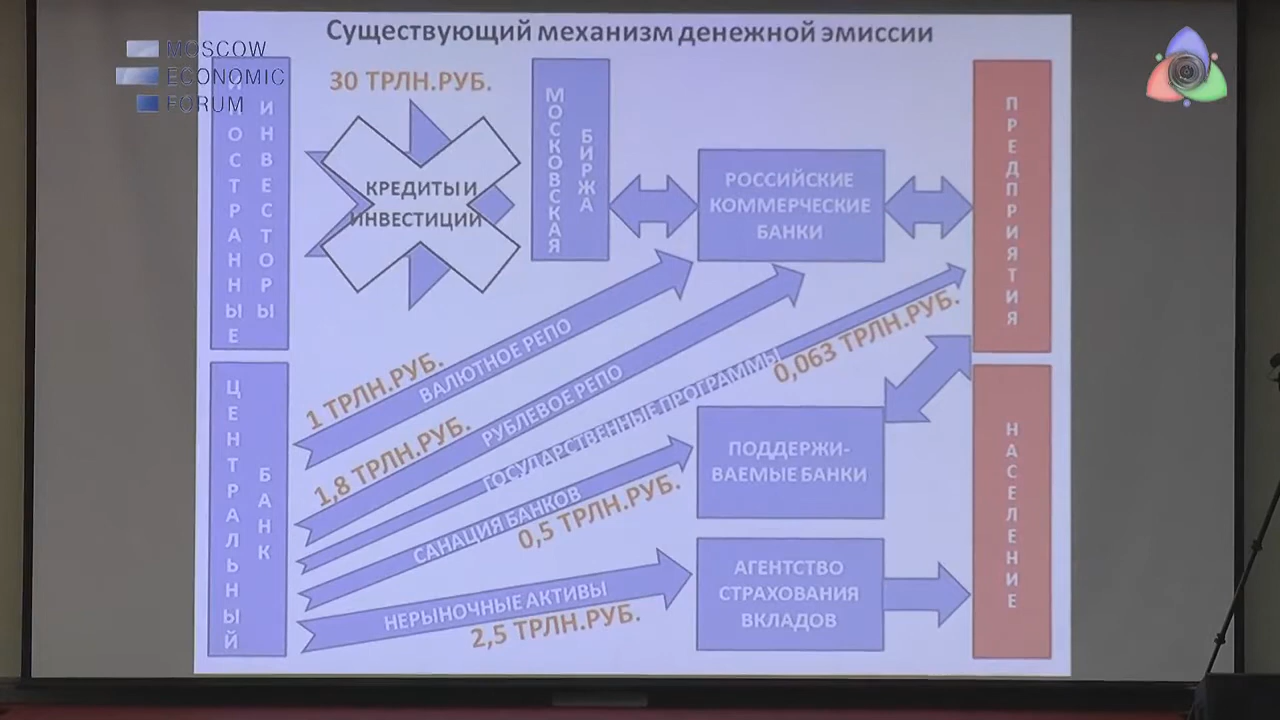 Существующий механизм денежной эмиссии
MOSCOW
ECONOMIC
FORUM
ИНОСТРАННЫЕ
ИНВЕСТОРЫ
30 ТРЛН.РУБ.
КРЕДИТЫ И
ИНВЕСТИЦИИ
МОСКОВСКАЯ
БИРЖА
РОССИЙСКИЕ
КОММЕРЧЕСКИЕ
БАНКИ
ПРЕДПРИЯТИЯ
ЦЕНТРАЛЬНЫЙ
БАНК
1 ТРЛН.РУБ.
ВАЛЮТНОЕ РЕПО
1,8 ТРЛН.РУБ.
РУБЛЕВОЕ РЕПО
ГОСУДАРСТВЕННЫЕ ПРОГРАММЫ
0,063 ТРЛН.РУБ.
САНАЦИЯ БАНКОВ
0,5 ТРЛН.РУБ.
ПОДДЕРЖИ-
ВАЕМЫЕ БАНКИ
НЕРЫНОЧНЫЕ АКТИВЫ
2,5 ТРЛН.РУБ.
АГЕНТСТВО
СТРАХОВАНИЯ
ВКЛАДОВ
НАСЕЛЕНИЕ